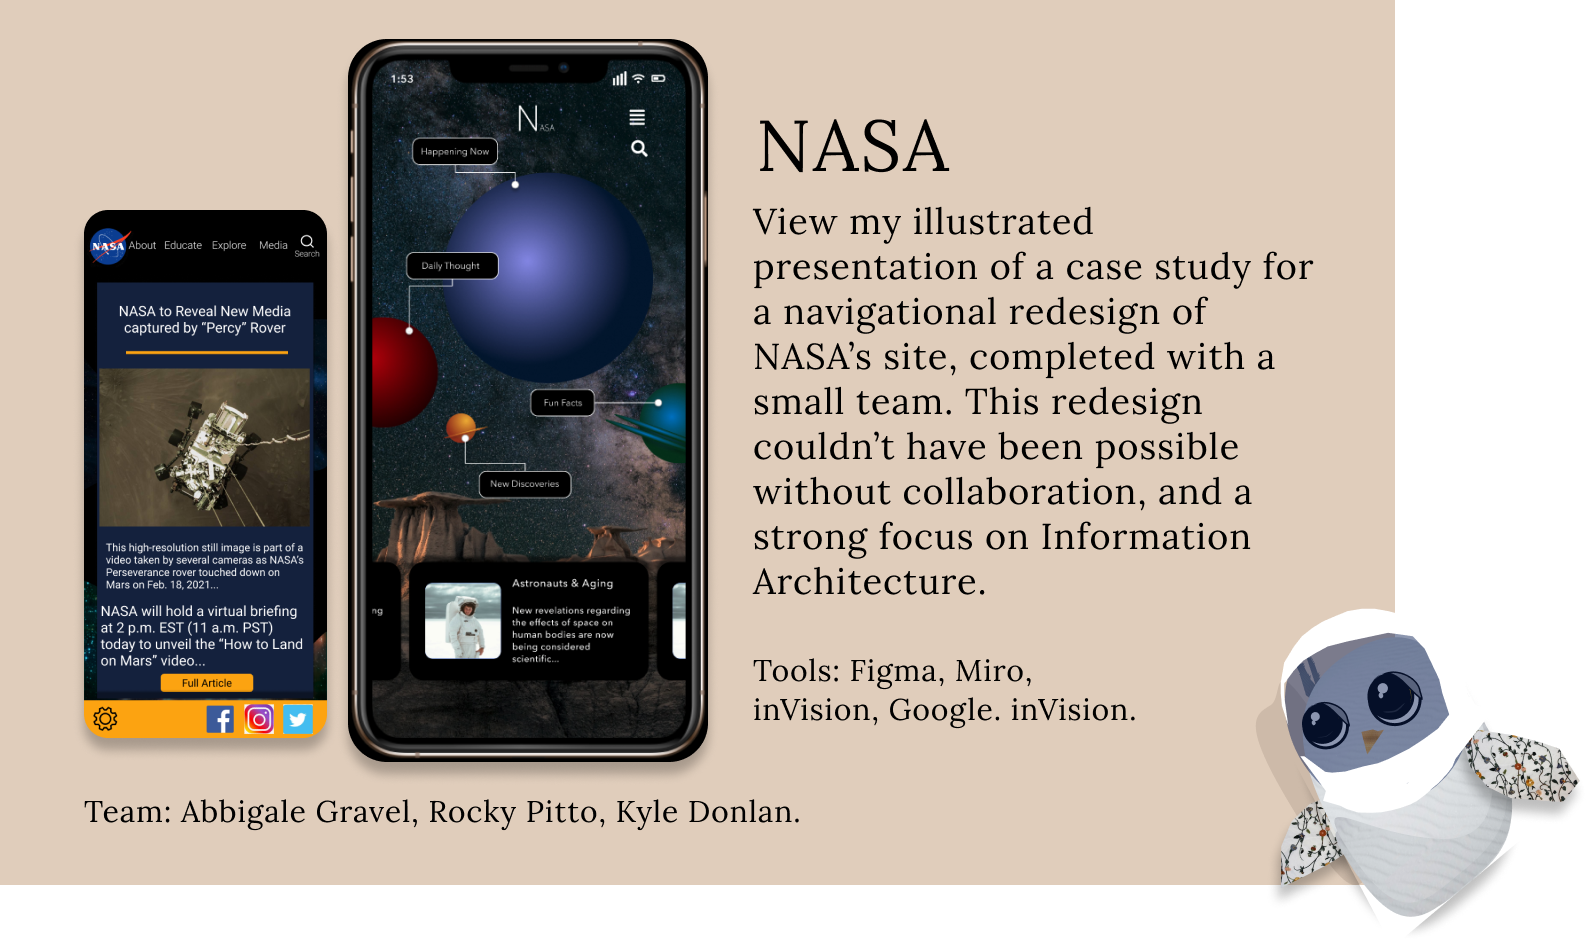 NASA
About Educate Explore Media
Search
NASA to Reveal New Media
captured by “Percy” Rover
This high-resolution still image is part of a
video taken by several cameras as NASA’s
Perseverance rover touched down on
Mars on Feb. 18, 2021...
NASA will hold a virtual briefing
at 2 p.m. EST (11 a.m. PST)
today to unveil the “How to Land
on Mars” video...
Full Article
1:53
NASA
Happening Now
Daily Thought
Fun Facts
New Discoveries
ng
Astronauts & Aging
New revelations regarding
the effects of space on
human bodies are now
being considered
scientific...
NASA
View my illustrated
presentation of a case study for
a navigational redesign of
NASA’s site, completed with a
small team. This redesign
couldn’t have been possible
without collaboration, and a
strong focus on Information
Architecture.
Tools: Figma, Miro,
inVision, Google. inVision.
Team: Abbigale Gravel, Rocky Pitto, Kyle Donlan.